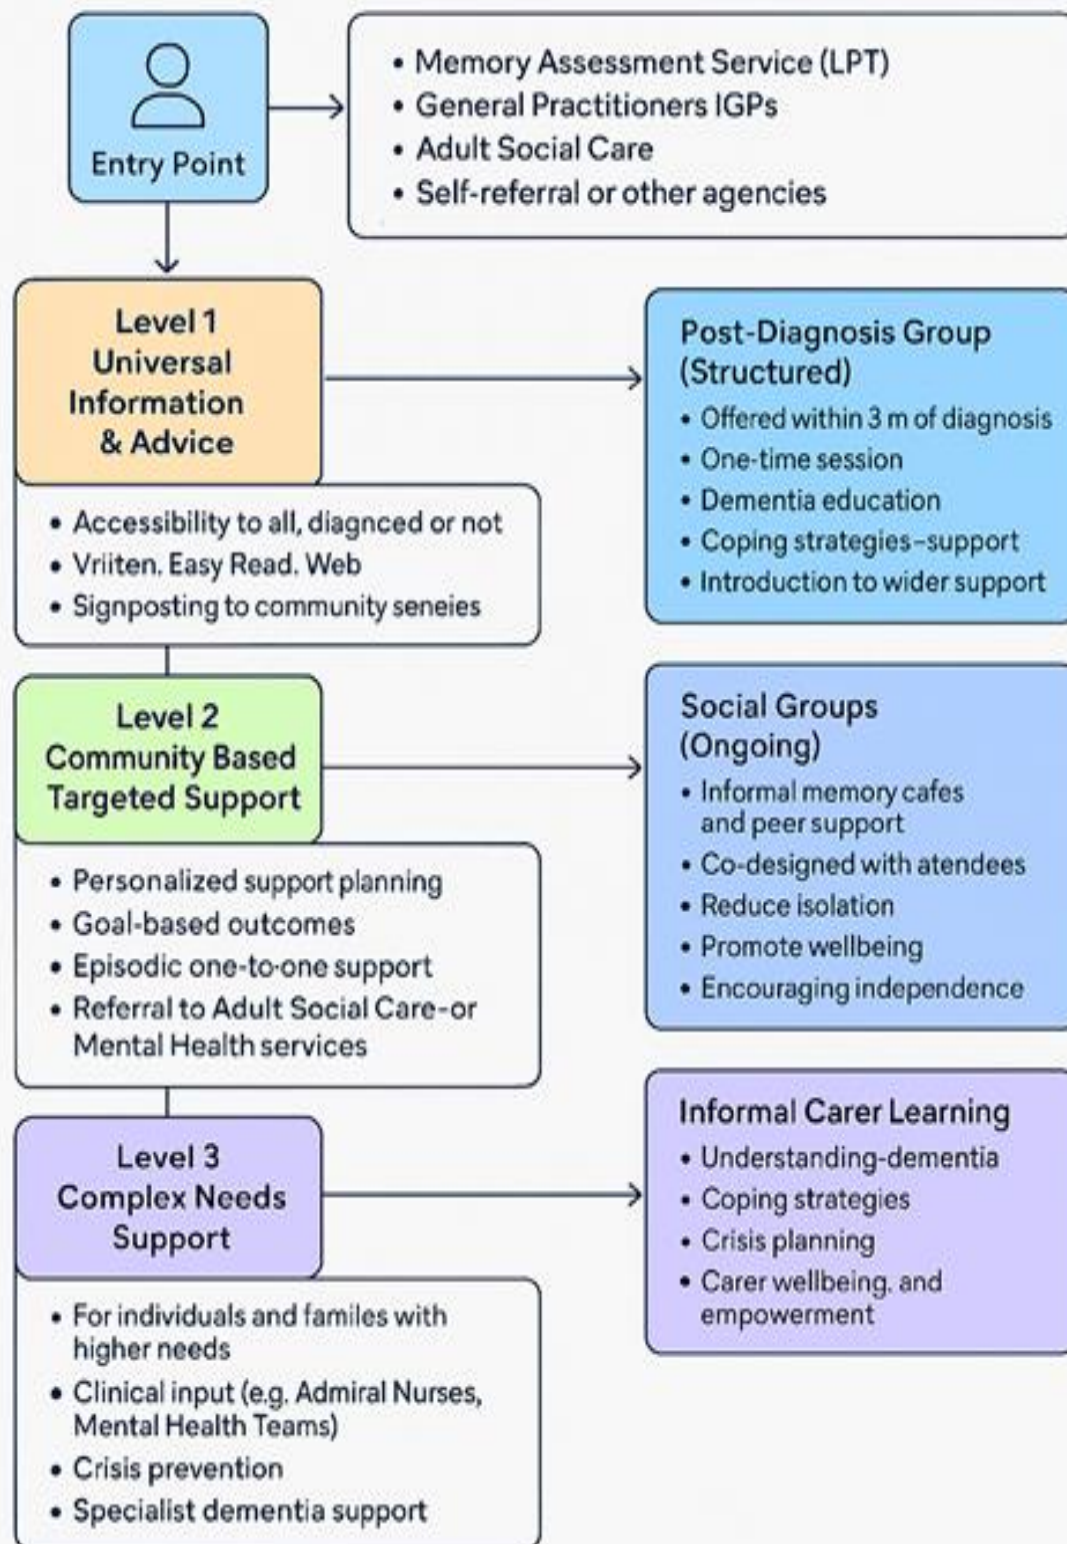 Entry Point
• Memory Assessment Service (LPT)
• General Practitioners IGPs
• Adult Social Care
• Self-referral or other agencies
Level 1
Universal
Information
& Advice
• Accessibility to all, diagnced or not
• Vriiten. Easy Read. Web
• Signposting to community seneies
Post-Diagnosis Group
(Structured)
• Offered within 3 m of diagnosis
• One-time session
• Dementia education
• Coping strategies–support
• Introduction to wider support
Level 2
Community Based
Targeted Support
• Personalized support planning
• Goal-based outcomes
• Episodic one-to-one support
• Referral to Adult Social Care-or
Mental Health services
Social Groups
(Ongoing)
• Informal memory cafes
and peer support
• Co-designed with atendees
• Reduce isolation
• Promote wellbeing
• Encouraging independence
Level 3
Complex Needs
Support
• For individuals and familes with
higher needs
• Clinical input (e.g. Admiral Nurses,
Mental Health Teams)
• Crisis prevention
• Specialist dementia support
Informal Carer Learning
• Understanding-dementia
• Coping strategies
• Crisis planning
• Carer wellbeing. and
empowerment